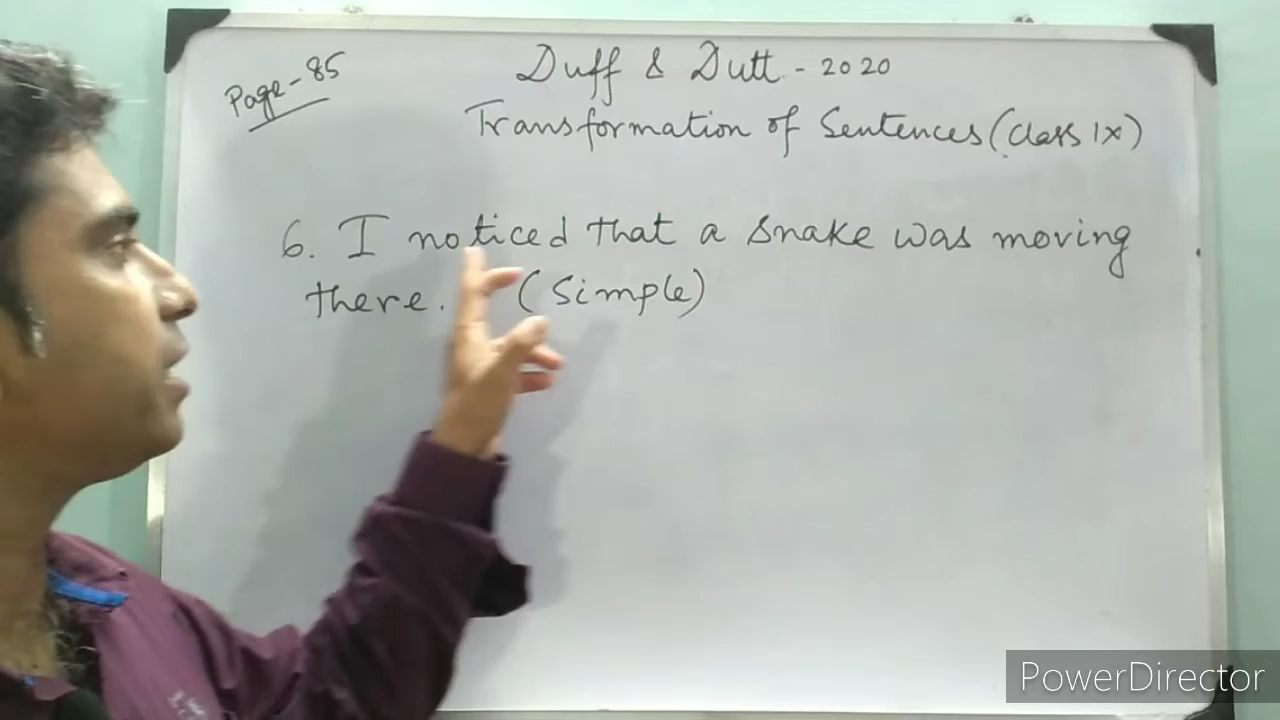 Page-85
Duff & Dutt - 2020
Transformation of Sentences (Class IX)
6. I noticed that a snake was moving
there. (Simple)
PowerDirector